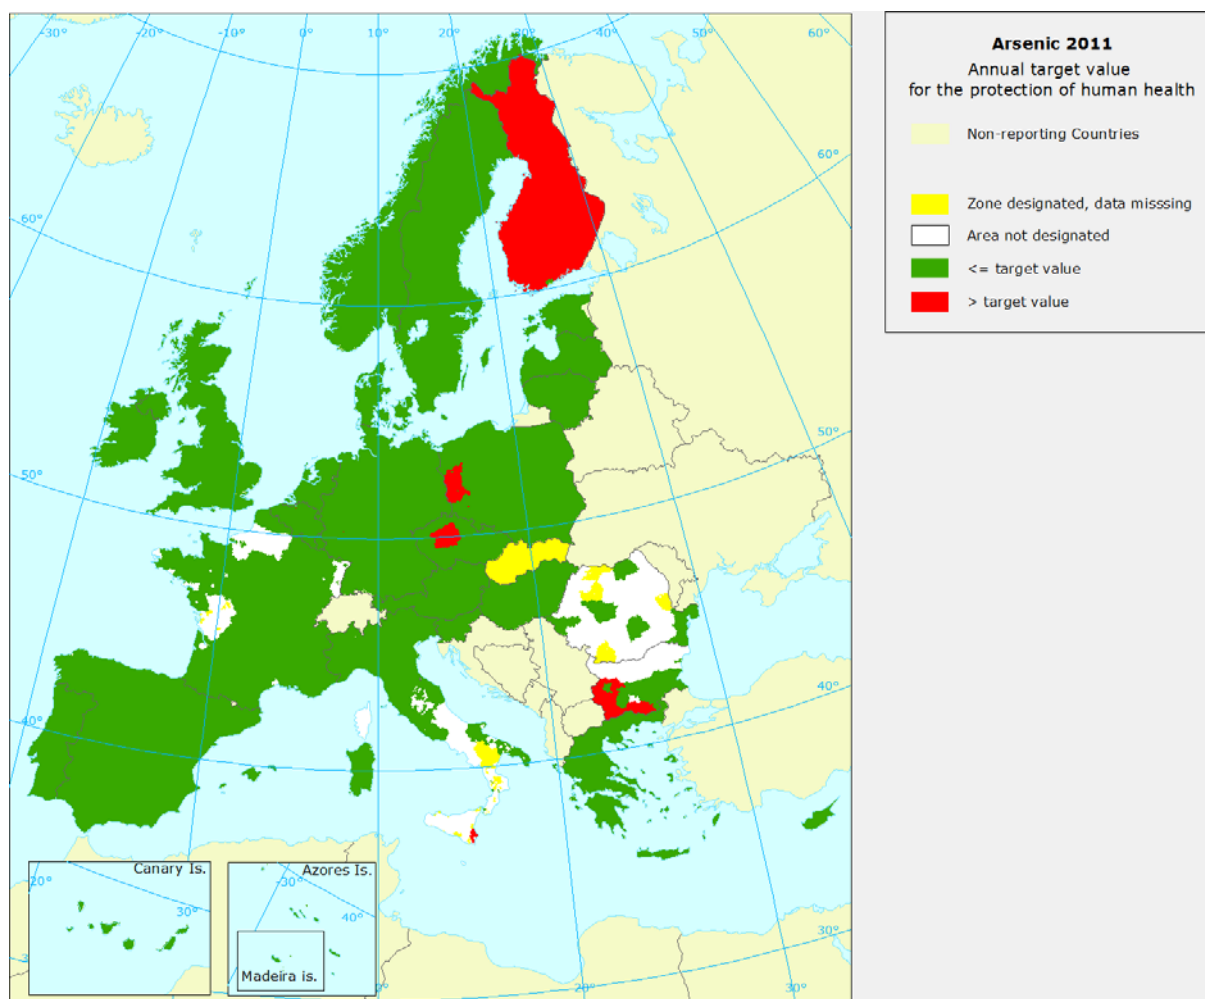 -30°
-20°
-10°
0°
10°
20°
30°
40°
50°
60°
60°
60°
50°
50°
40°
40°
30°
20°
30°
Canary Is.
20°
30°
Azores Is.
-30°
40°
Madeira is.
Arsenic 2011
Annual target value
for the protection of human health
Non-reporting Countries
Zone designated, data misssing
Area not designated
<= target value
> target value